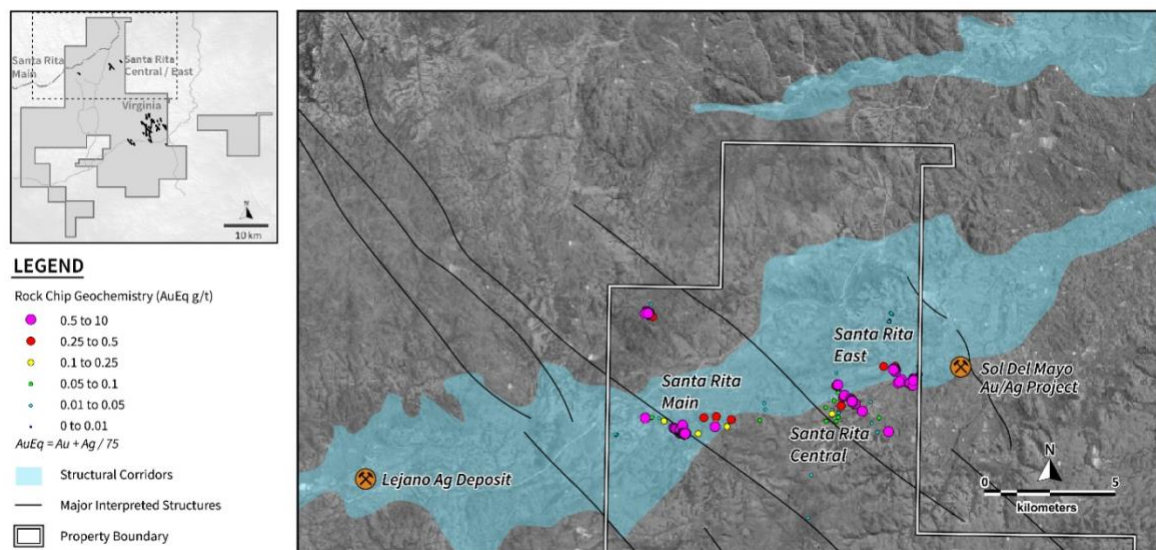 Santa Rita
Main
Santa Rita
Central / East
Virginia
N
10 km
LEGEND
Rock Chip Geochemistry (AuEq g/t)
0.5 to 10
0.25 to 0.5
0.1 to 0.25
0.05 to 0.1
0.01 to 0.05
0 to 0.01
AuEq = Au + Ag / 75
Structural Corridors
Major Interpreted Structures
Property Boundary
Santa Rita
East
Santa Rita
Main
Sol Del Mayo
Au/Ag Project
Santa Rita
Central
Lejano Ag Deposit
N
0 5
kilometers